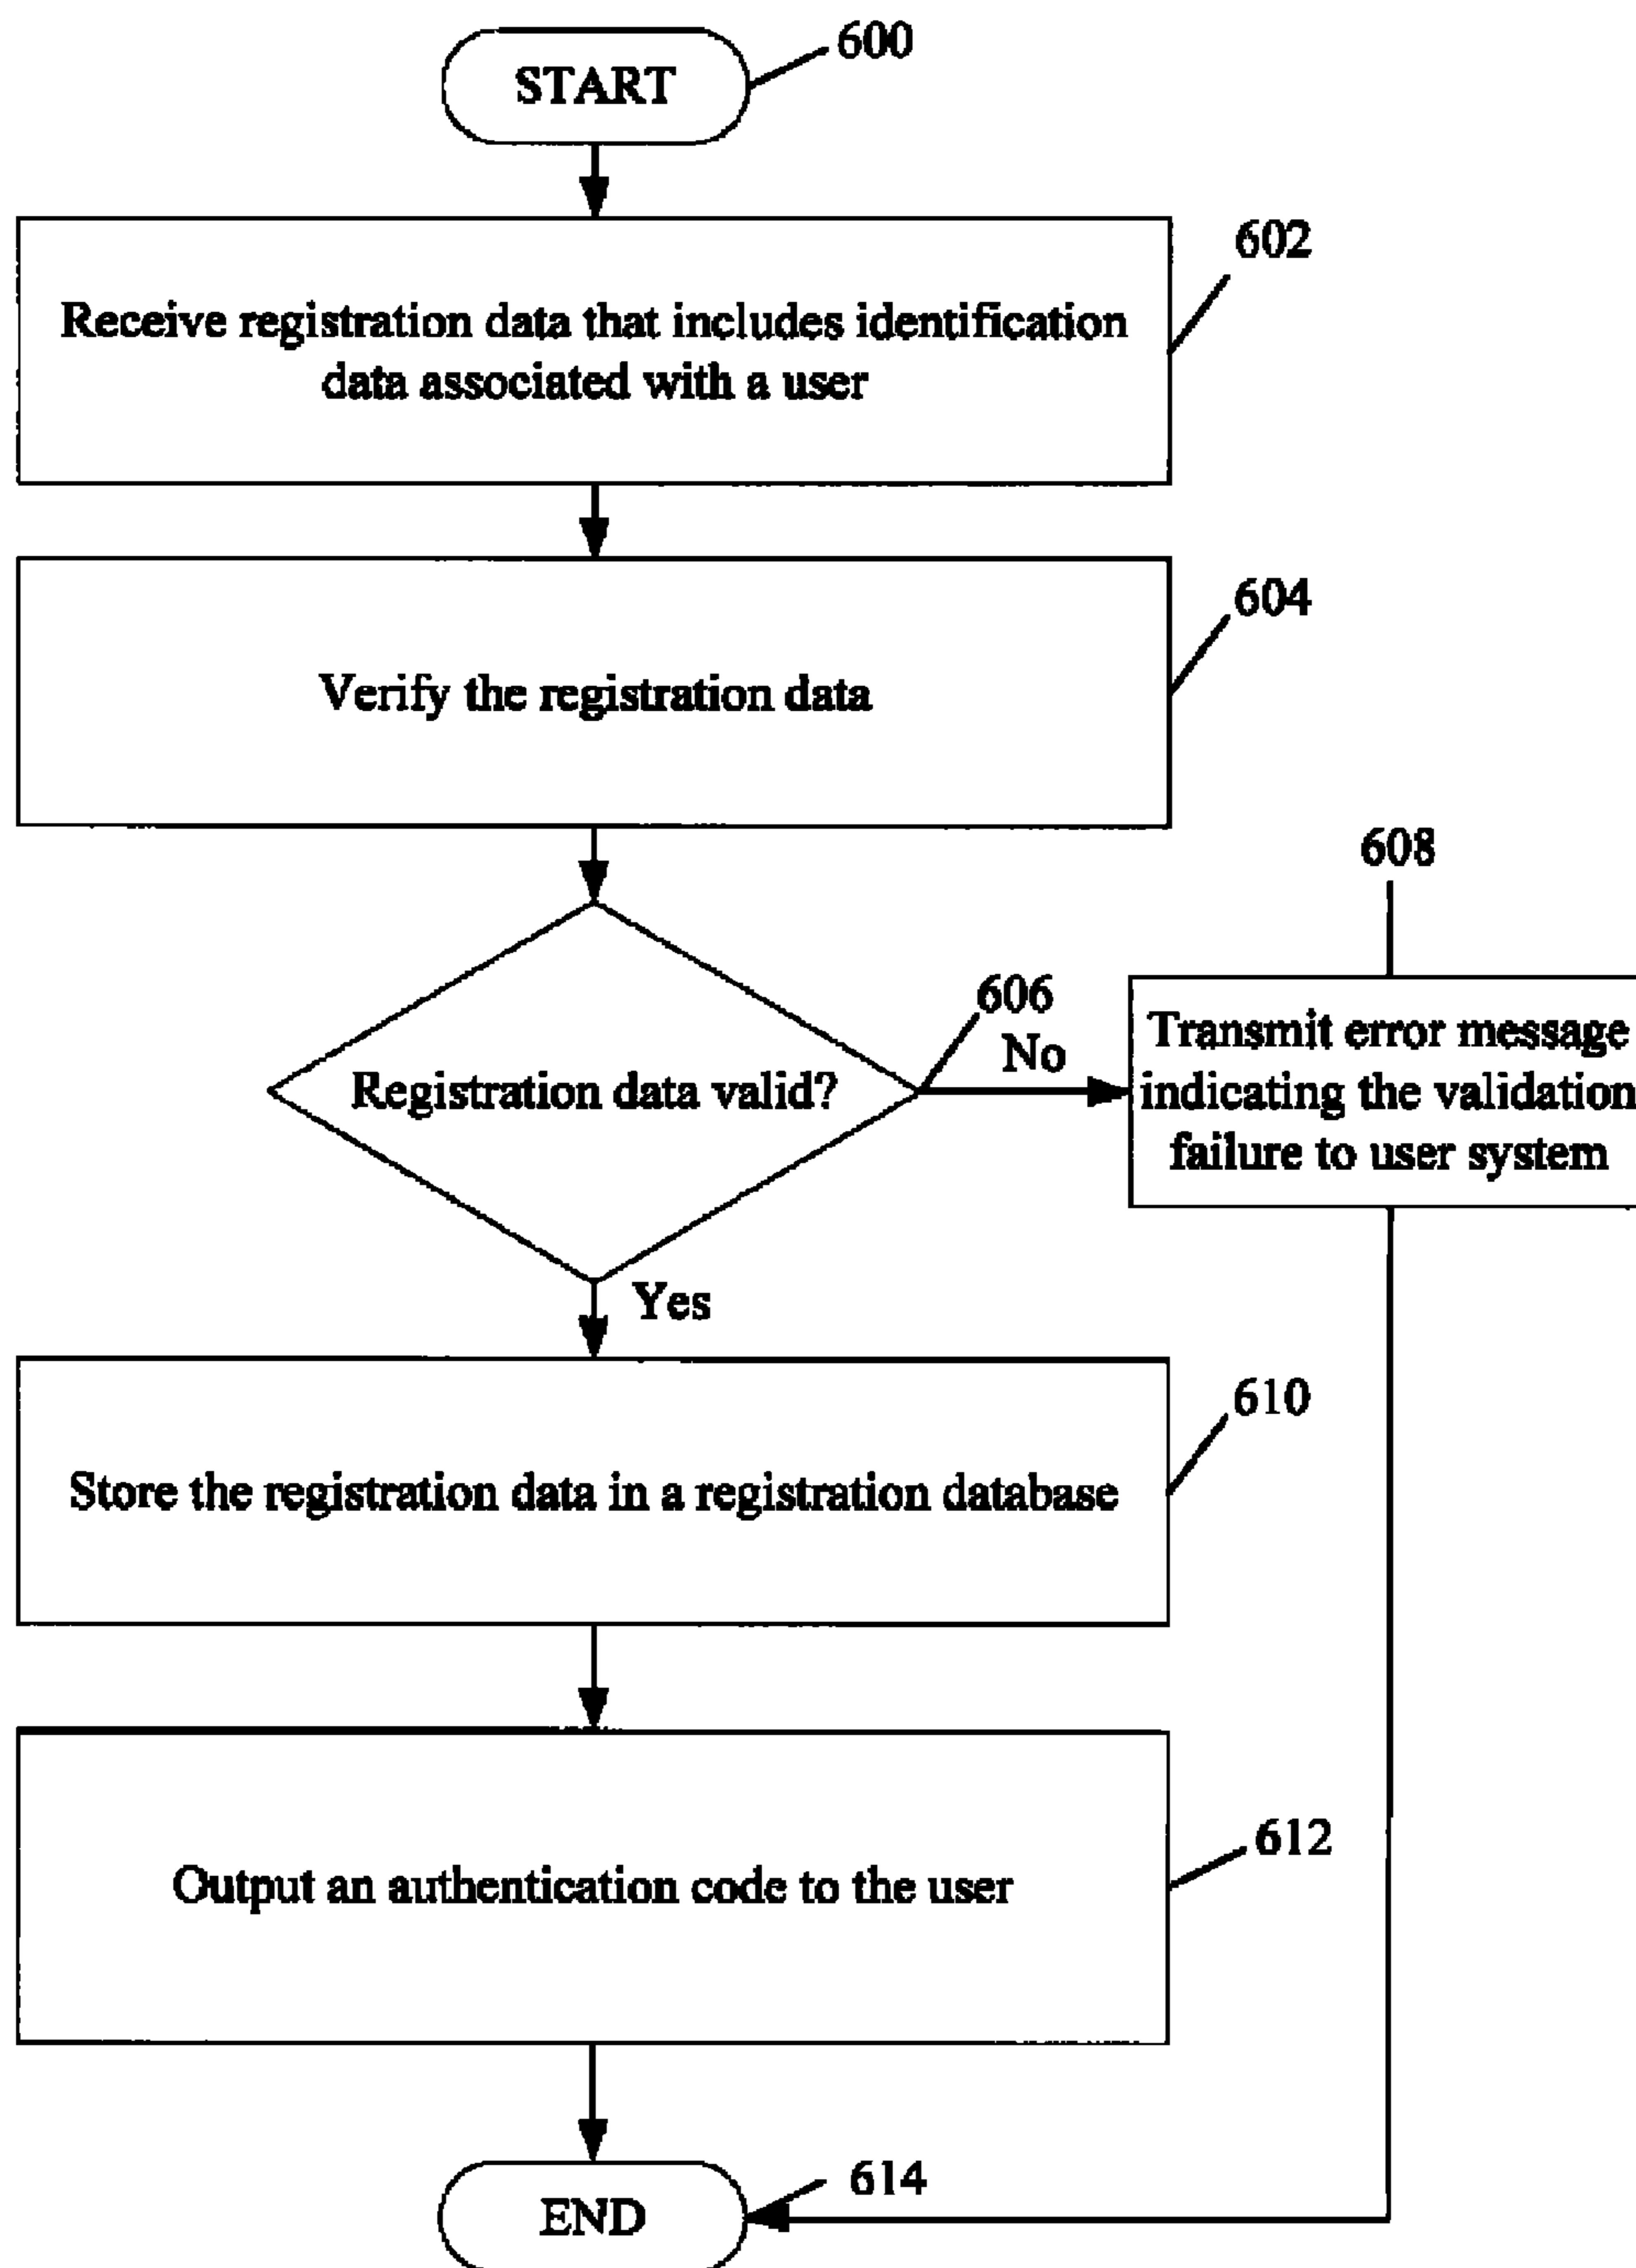 START
600
Receive registration data that includes identification
data associated with a user
602
Verify the registration data
604
Registration data valid?
606
No
608
Transmit error message
indicating the validation
failure to user system
Yes
Store the registration data in a registration database
610
Output an authentication code to the user
612
END
614